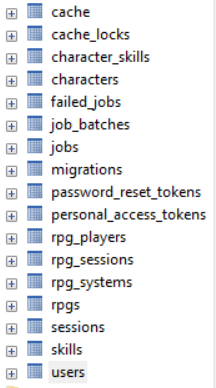 cache
cache_locks
character_skills
characters
failed_jobs
job_batches
jobs
migrations
password_reset_tokens
personal_access_tokens
rpg_players
rpg_sessions
rpg_systems
rpgs
sessions
skills
users